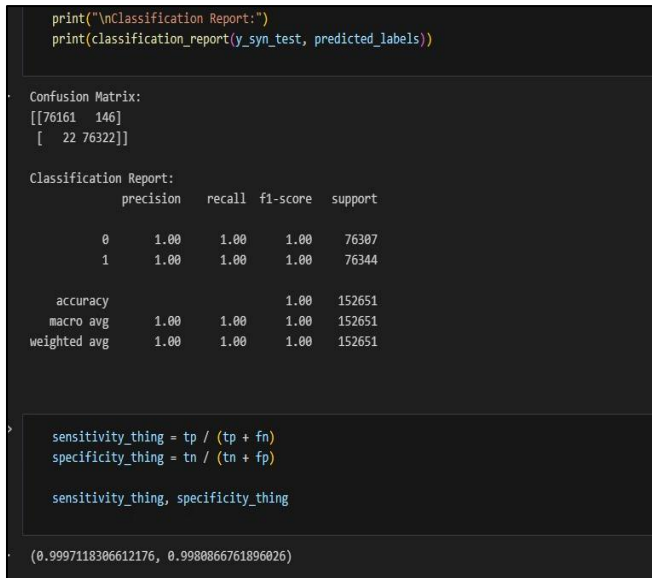 print("\nClassification Report:")
print(classification_report(y_syn_test, predicted_labels))
Confusion Matrix:
[[76161   146]
 [   22 76322]]
Classification Report:
              precision    recall  f1-score   support
           0       1.00      1.00      1.00     76307
           1       1.00      1.00      1.00     76344
    accuracy                           1.00    152651
   macro avg       1.00      1.00      1.00    152651
weighted avg       1.00      1.00      1.00    152651
sensitivity_thing = tp / (tp + fn)
specificity_thing = tn / (tn + fp)
sensitivity_thing, specificity_thing
(0.9997118306612176, 0.9980866761896026)